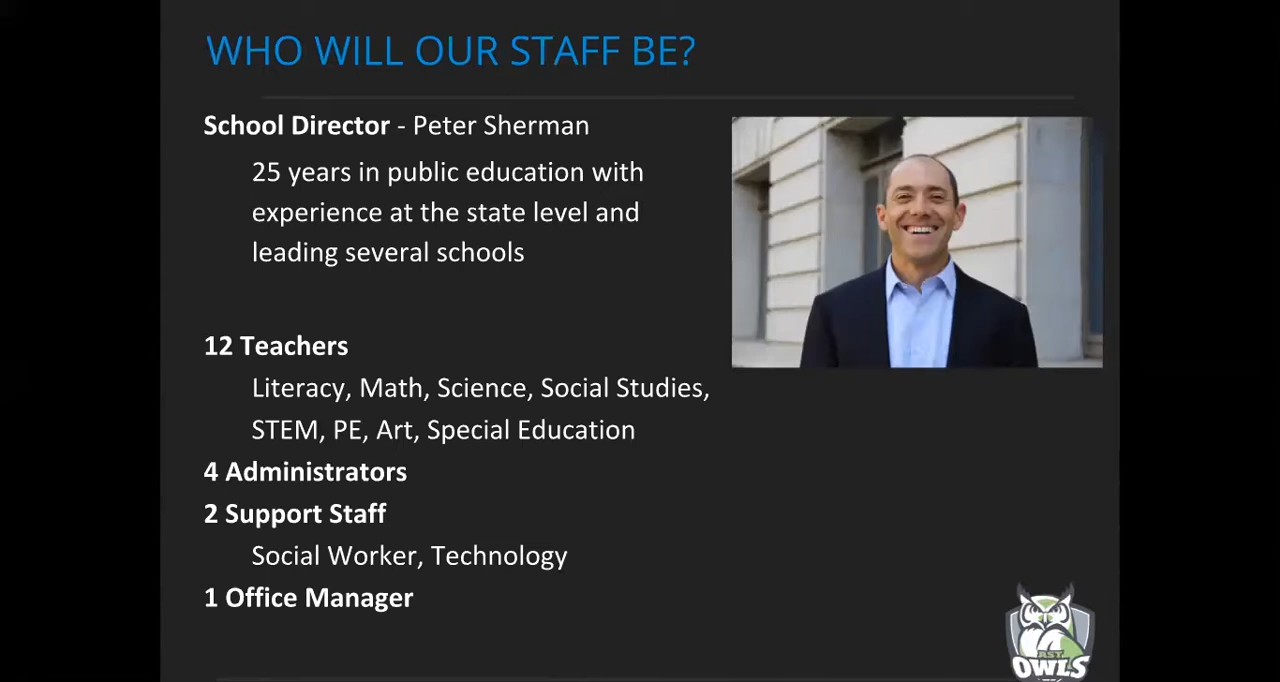 WHO WILL OUR STAFF BE?
School Director - Peter Sherman
25 years in public education with
experience at the state level and
leading several schools
12 Teachers
Literacy, Math, Science, Social Studies,
STEM, PE, Art, Special Education
4 Administrators
2 Support Staff
Social Worker, Technology
1 Office Manager
OWLS